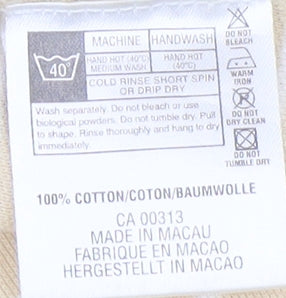 MACHINE HANDWASH
40°
HAND HOT (40°C) MEDIUM WASH
HAND HOT (40°C)
COLD RINSE SHORT SPIN
OR DRIP DRY
Wash separately. Do not bleach or use
biological powders. Do not tumble dry. Pull
to shape. Rinse thoroughly and hang to dry
immediately.
DO NOT
BLEACH
WARM
IRON
DO NOT
DRY CLEAN
DO NOT
TUMBLE DRY
100% COTTON/COTON/BAUMWOLLE
CA 00313
MADE IN MACAU
FABRIQUE EN MACAO
HERGESTELLT IN MACAO